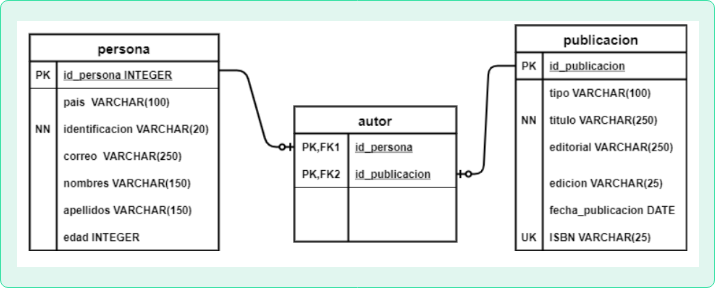 persona
PK id_persona INTEGER
pais VARCHAR(100)
NN identificacion VARCHAR(20)
correo VARCHAR(250)
nombres VARCHAR(150)
apellidos VARCHAR(150)
edad INTEGER
autor
PK,FK1 id_persona
PK,FK2 id_publicacion
publicacion
PK id_publicacion
tipo VARCHAR(100)
NN titulo VARCHAR(250)
editorial VARCHAR(250)
edicion VARCHAR(25)
fecha_publicacion DATE
UK ISBN VARCHAR(25)